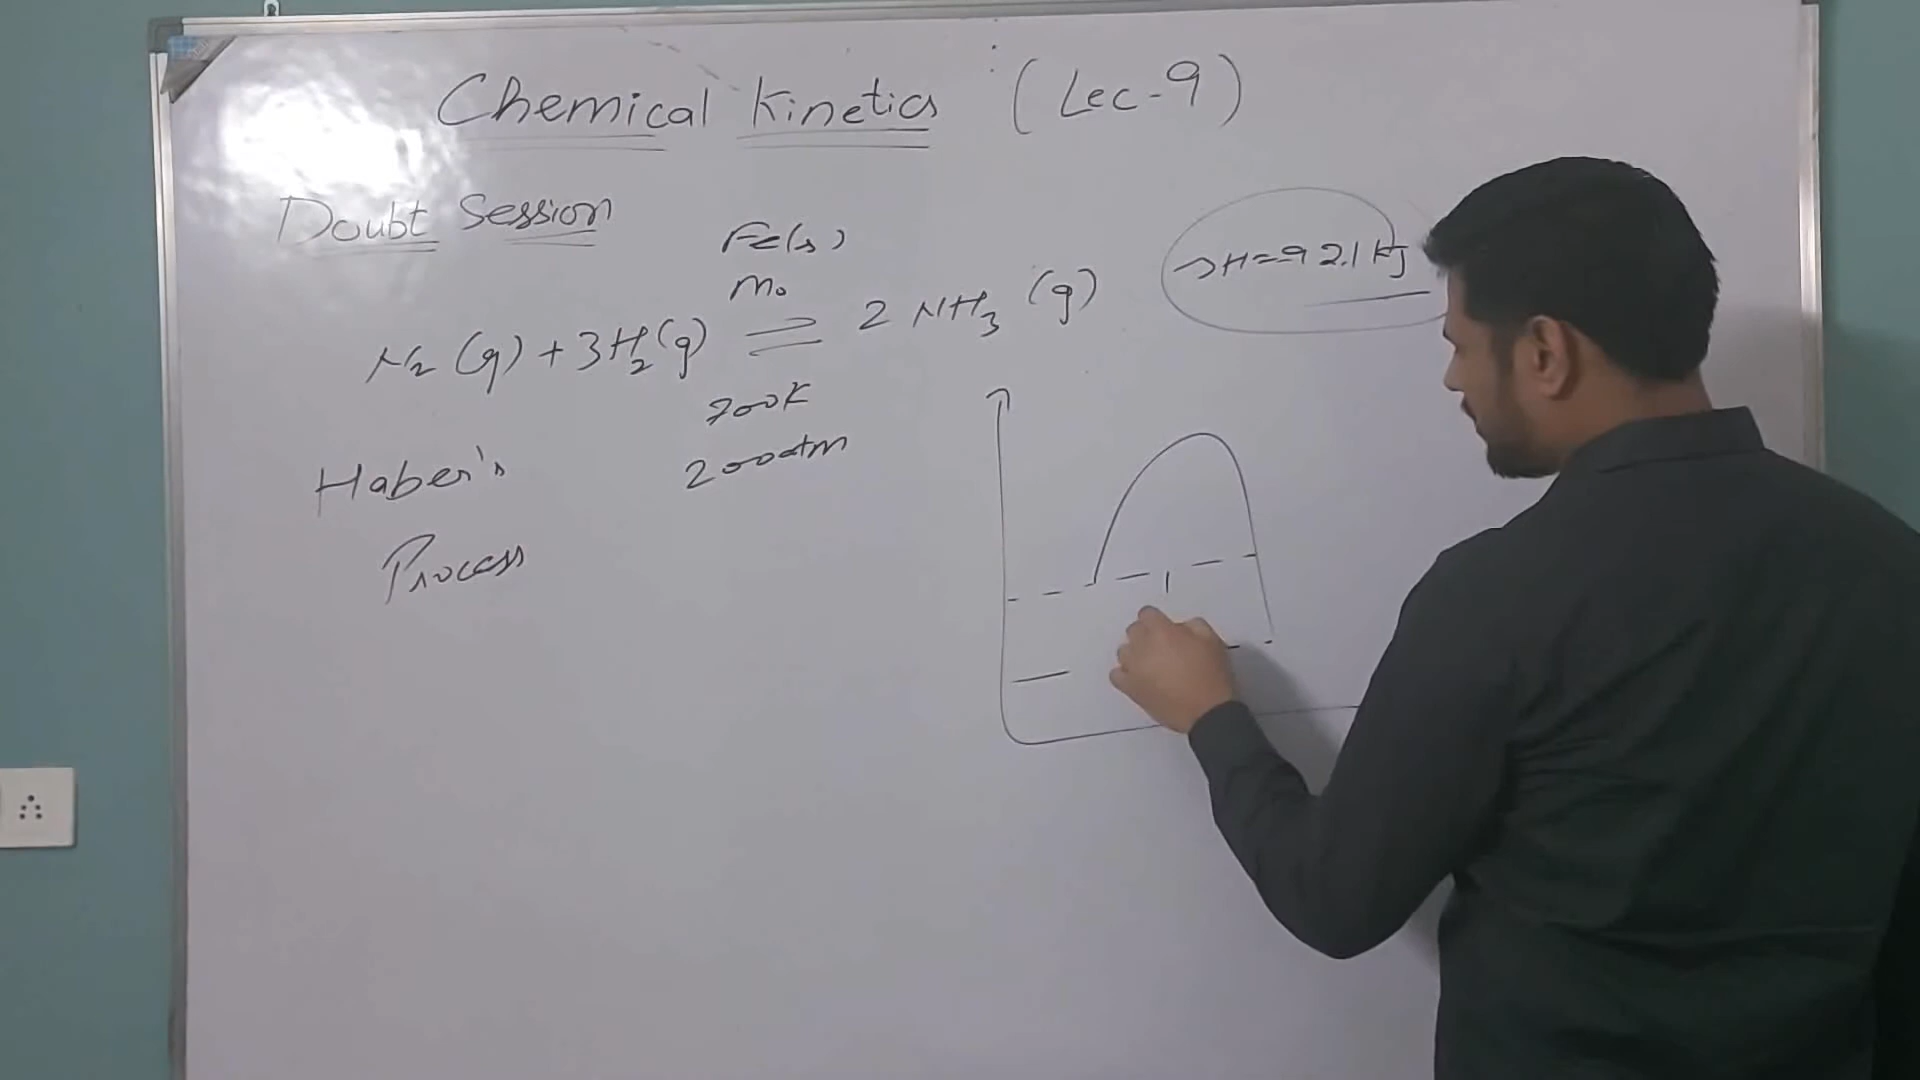 Chemical Kinetics (Lec-9)
Doubt Session
Fe(s)
Mo
N2 (g) + 3H2(g) ⇌ 2 NH3 (g)
700K
200atm
Haber's
Process
ΔH=-92.1 KJ